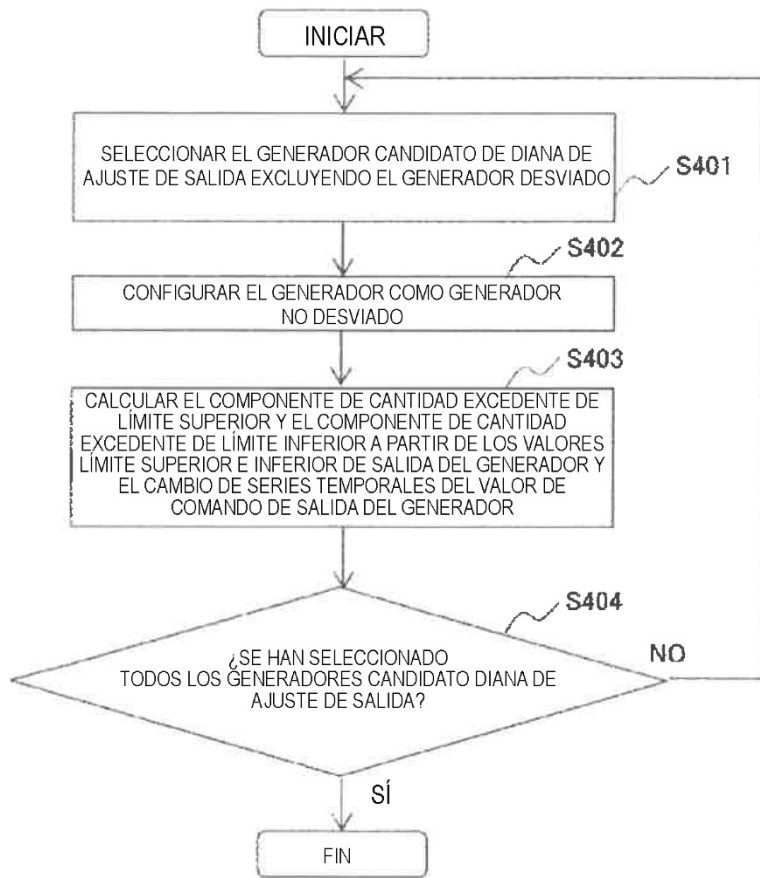 INICIAR
SELECCIONAR EL GENERADOR CANDIDATO DE DIANA DE
AJUSTE DE SALIDA EXCLUYENDO EL GENERADOR DESVIADO
S401
S402
CONFIGURAR EL GENERADOR COMO GENERADOR
NO DESVIADO
S403
CALCULAR EL COMPONENTE DE CANTIDAD EXCEDENTE DE
LÍMITE SUPERIOR Y EL COMPONENTE DE CANTIDAD
EXCEDENTE DE LÍMITE INFERIOR A PARTIR DE LOS VALORES
LÍMITE SUPERIOR E INFERIOR DE SALIDA DEL GENERADOR Y
EL CAMBIO DE SERIES TEMPORALES DEL VALOR DE
COMANDO DE SALIDA DEL GENERADOR
S404
¿SE HAN SELECCIONADO
TODOS LOS GENERADORES CANDIDATO DIANA DE
AJUSTE DE SALIDA?
NO
SÍ
FIN